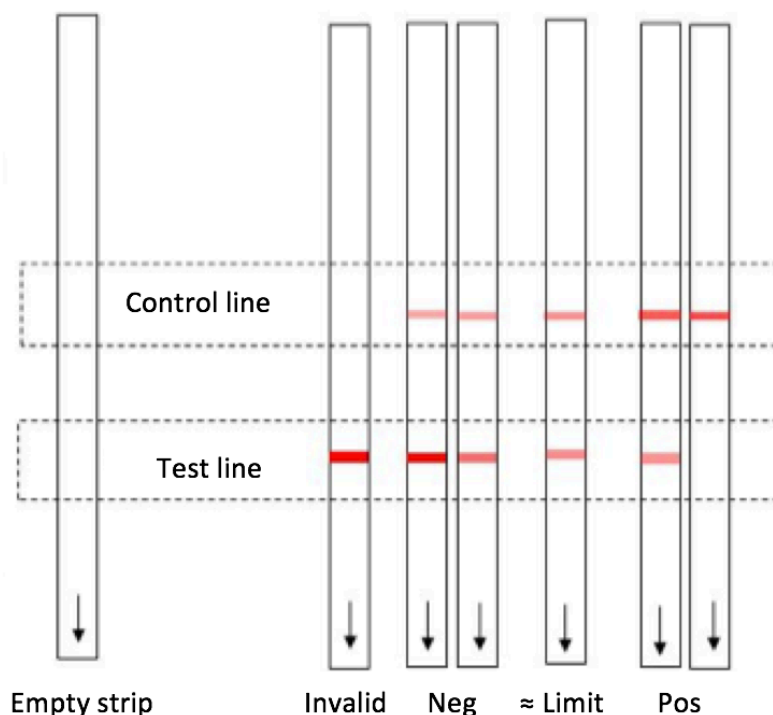 Control line
Test line
Empty strip
Invalid
Neg
≈ Limit
Pos